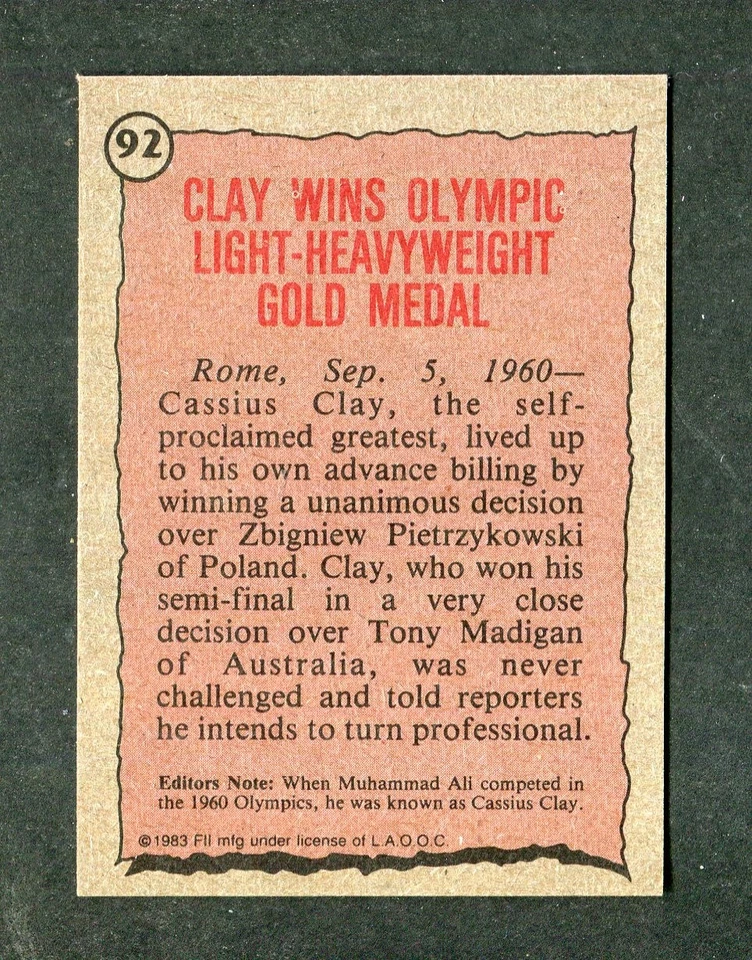 92
CLAY WINS OLYMPIC
LIGHT-HEAVYWEIGHT
GOLD MEDAL
Rome, Sep. 5, 1960—
Cassius Clay, the self-
proclaimed greatest, lived up
to his own advance billing by
winning a unanimous decision
over Zbigniew Pietrzykowski
of Poland. Clay, who won his
semi-final in a very close
decision over Tony Madigan
of Australia, was never
challenged and told reporters
he intends to turn professional.
Editors Note: When Muhammad Ali competed in
the 1960 Olympics, he was known as Cassius Clay.
©1983 FII mfg under license of L.A.O.O.C.